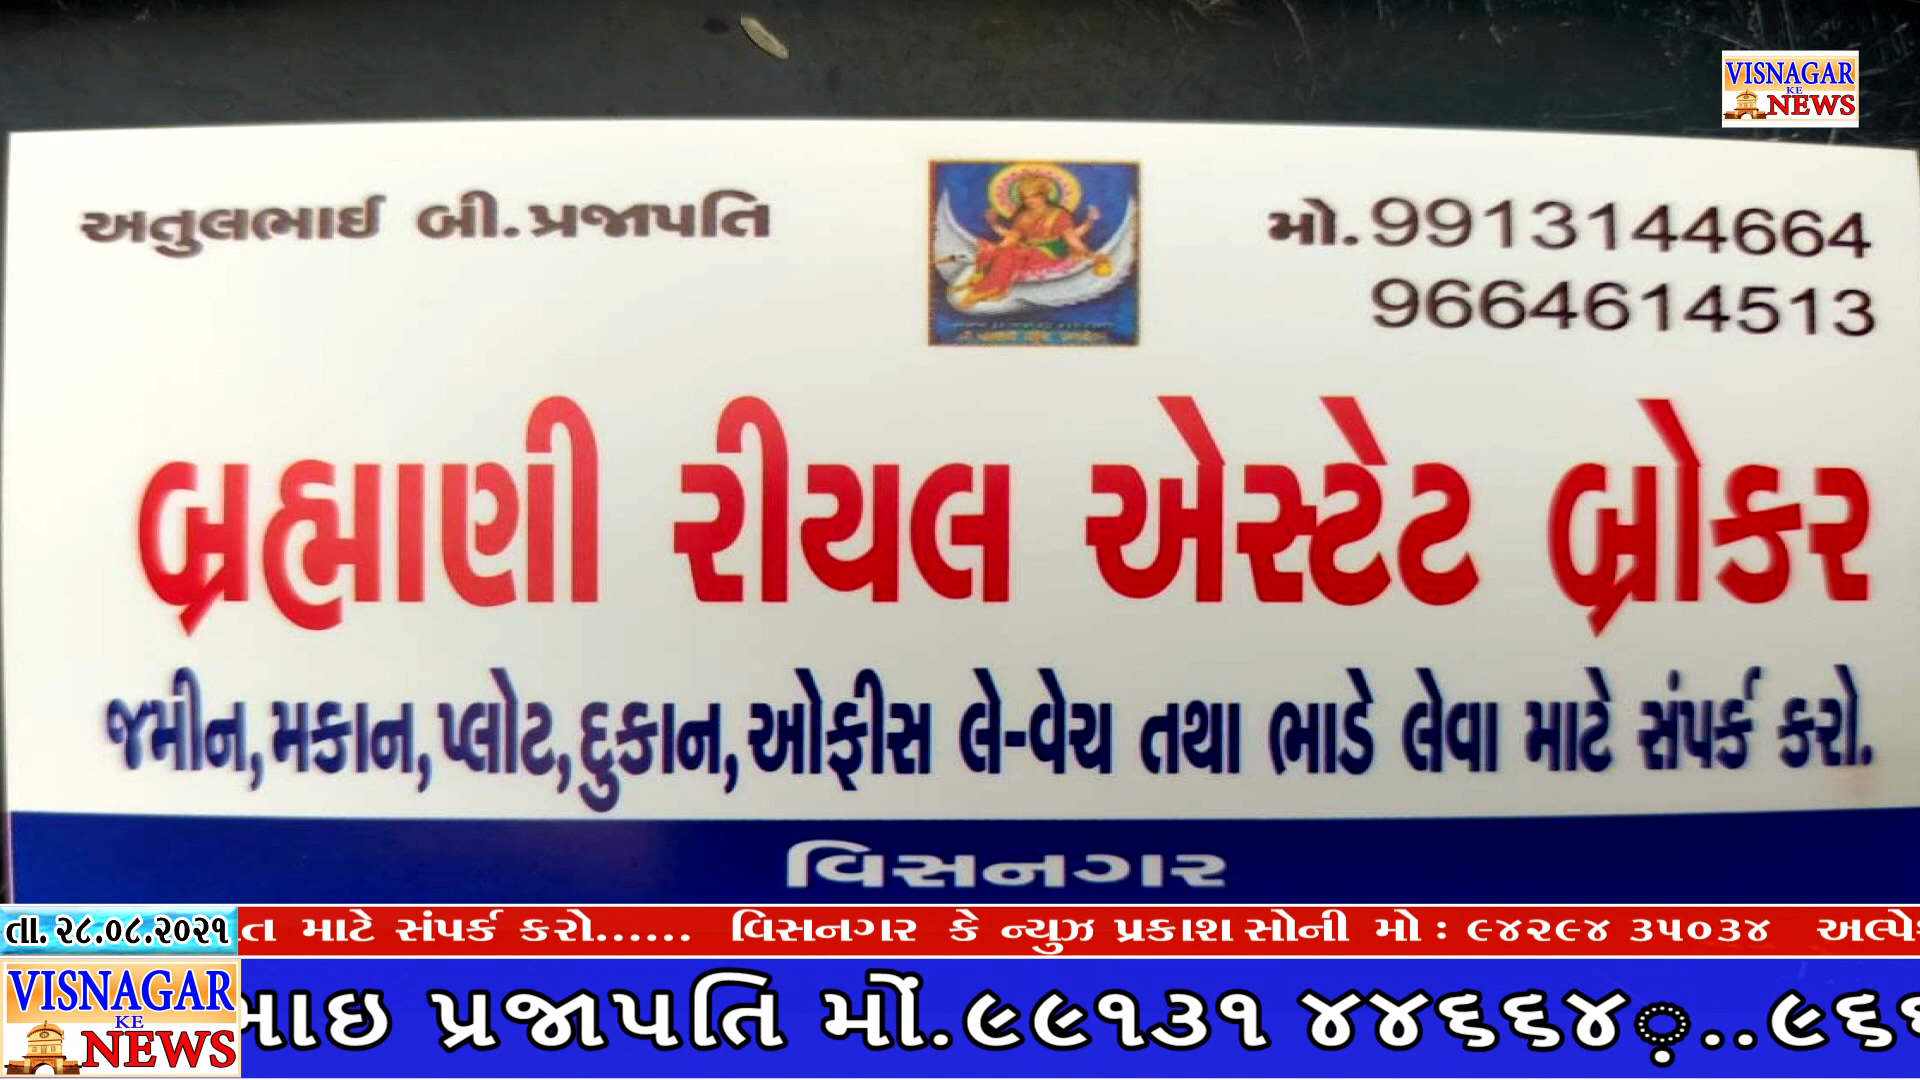 VISNAGAR
KE
NEWS
અતુલભાઈ બી.પ્રજાપતિ
મો.9913144664
9664614513
બ્રહ્માણી રીયલ એસ્ટેટ બ્રોકર
જમીન,મકાન,પ્લોટ,દુકાન,ઓફીસ લે-વેચ તથા ભાડે લેવા માટે સંપર્ક કરો.
વિસનગર
તા. ૨૮.૦૮.૨૦૨૧
ત માટે સંપર્ક કરો...... વિસનગર કે ન્યુઝ પ્રકાશ સોની મો : ૯૪૨૯૪ ૩૫૦૩૪
VISNAGAR
KE
NEWS
ભાઇ પ્રજાપતિ મોં.૯૯૧૩૧ ૪૪૬૬૪઼..૯૬